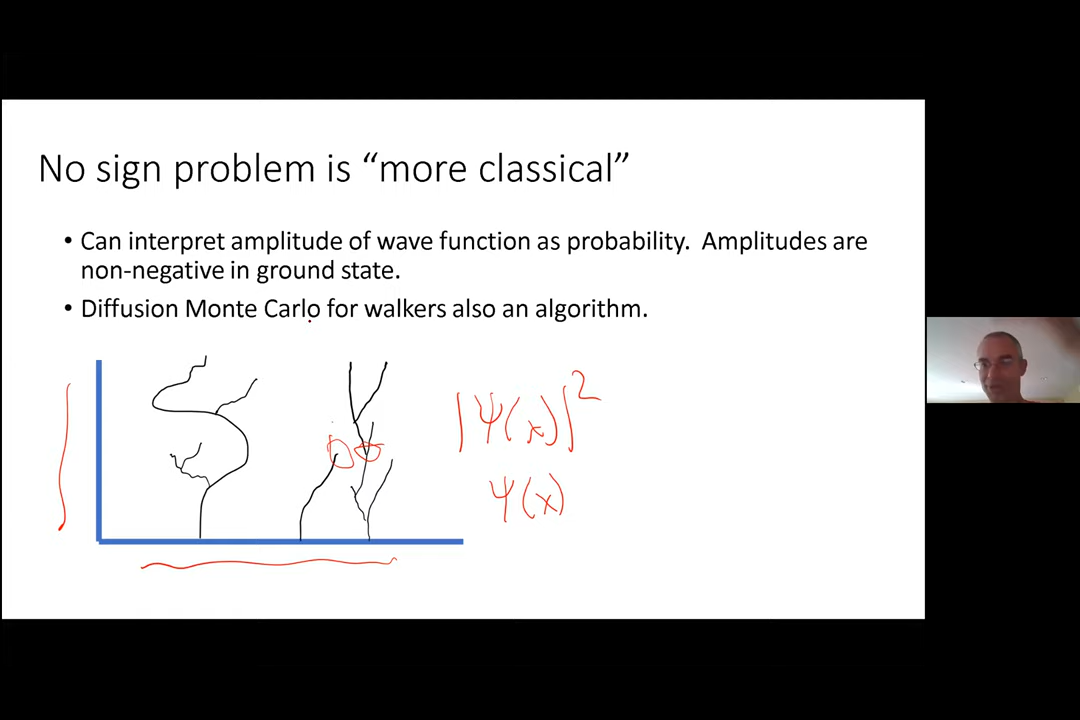 No sign problem is “more classical”
• Can interpret amplitude of wave function as probability.  Amplitudes are
non-negative in ground state.
• Diffusion Monte Carlo for walkers also an algorithm.
|Ψ(x)|²
Ψ(x)